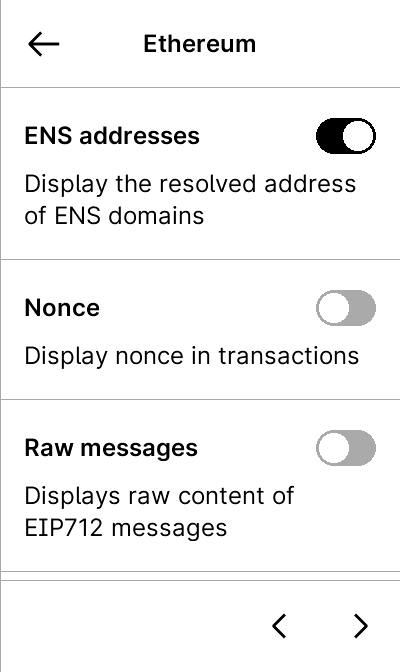 Ethereum
ENS addresses
Display the resolved address
of ENS domains
Nonce
Display nonce in transactions
Raw messages
Displays raw content of
EIP712 messages